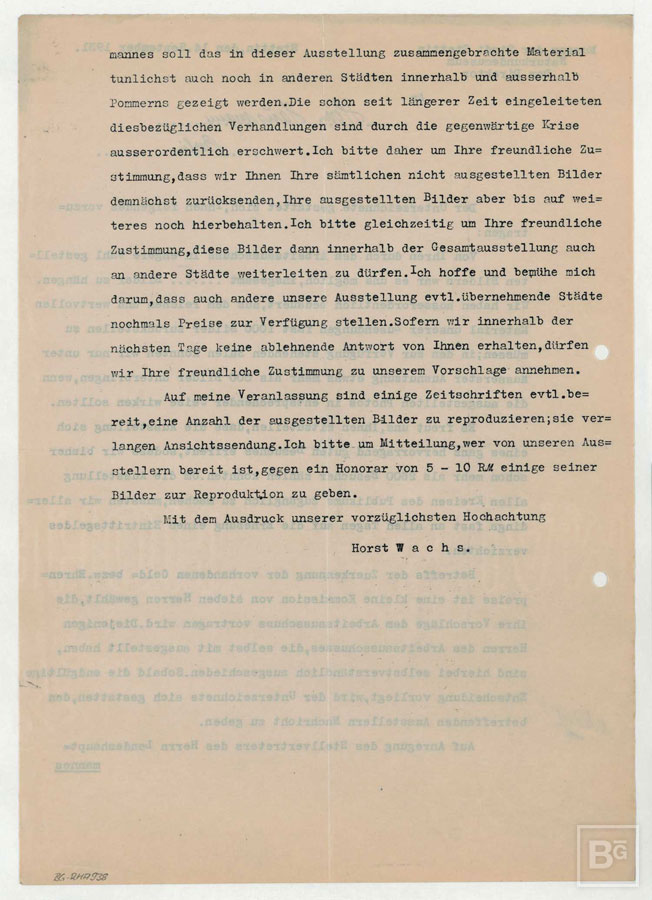 mannes soll das in dieser Ausstellung zusammengebrachte Material
tunlichst auch noch in anderen Städten innerhalb und ausserhalb
Pommerns gezeigt werden.Die schon seit längerer Zeit eingeleiteten
diesbezüglichen Verhandlungen sind durch die gegenwärtige Krise
ausserordentlich erschwert.Ich bitte daher um Ihre freundliche Zu=
stimmung,dass wir Ihnen Ihre sämtlichen nicht ausgestellten Bilder
demnächst zurücksenden,Ihre ausgestellten Bilder aber bis auf wei=
teres noch hierbehalten.Ich bitte gleichzeitig um Ihre freundliche
Zustimmung,diese Bilder dann innerhalb der Gesamtausstellung auch
an andere Städte weiterleiten zu dürfen.Ich hoffe und bemühe mich
darum,dass auch andere unsere Ausstellung evtl.übernehmende Städte
nochmals Preise zur Verfügung stellen.Sofern wir innerhalb der
nächsten Tage keine ablehnende Antwort von Ihnen erhalten,dürfen
wir Ihre freundliche Zustimmung zu unserem Vorschlage annehmen.
Auf meine Veranlassung sind einige Zeitschriften evtl.be=
reit,eine Anzahl der ausgestellten Bilder zu reproduzieren;sie ver=
langen Ansichtssendung.Ich bitte um Mitteilung,wer von unseren Aus=
stellern bereit ist,gegen ein Honorar von 5 - 10 RM einige seiner
Bilder zur Reproduktion zu geben.
Mit dem Ausdruck unserer vorzüglichsten Hochachtung
Horst W a c h s.
BG